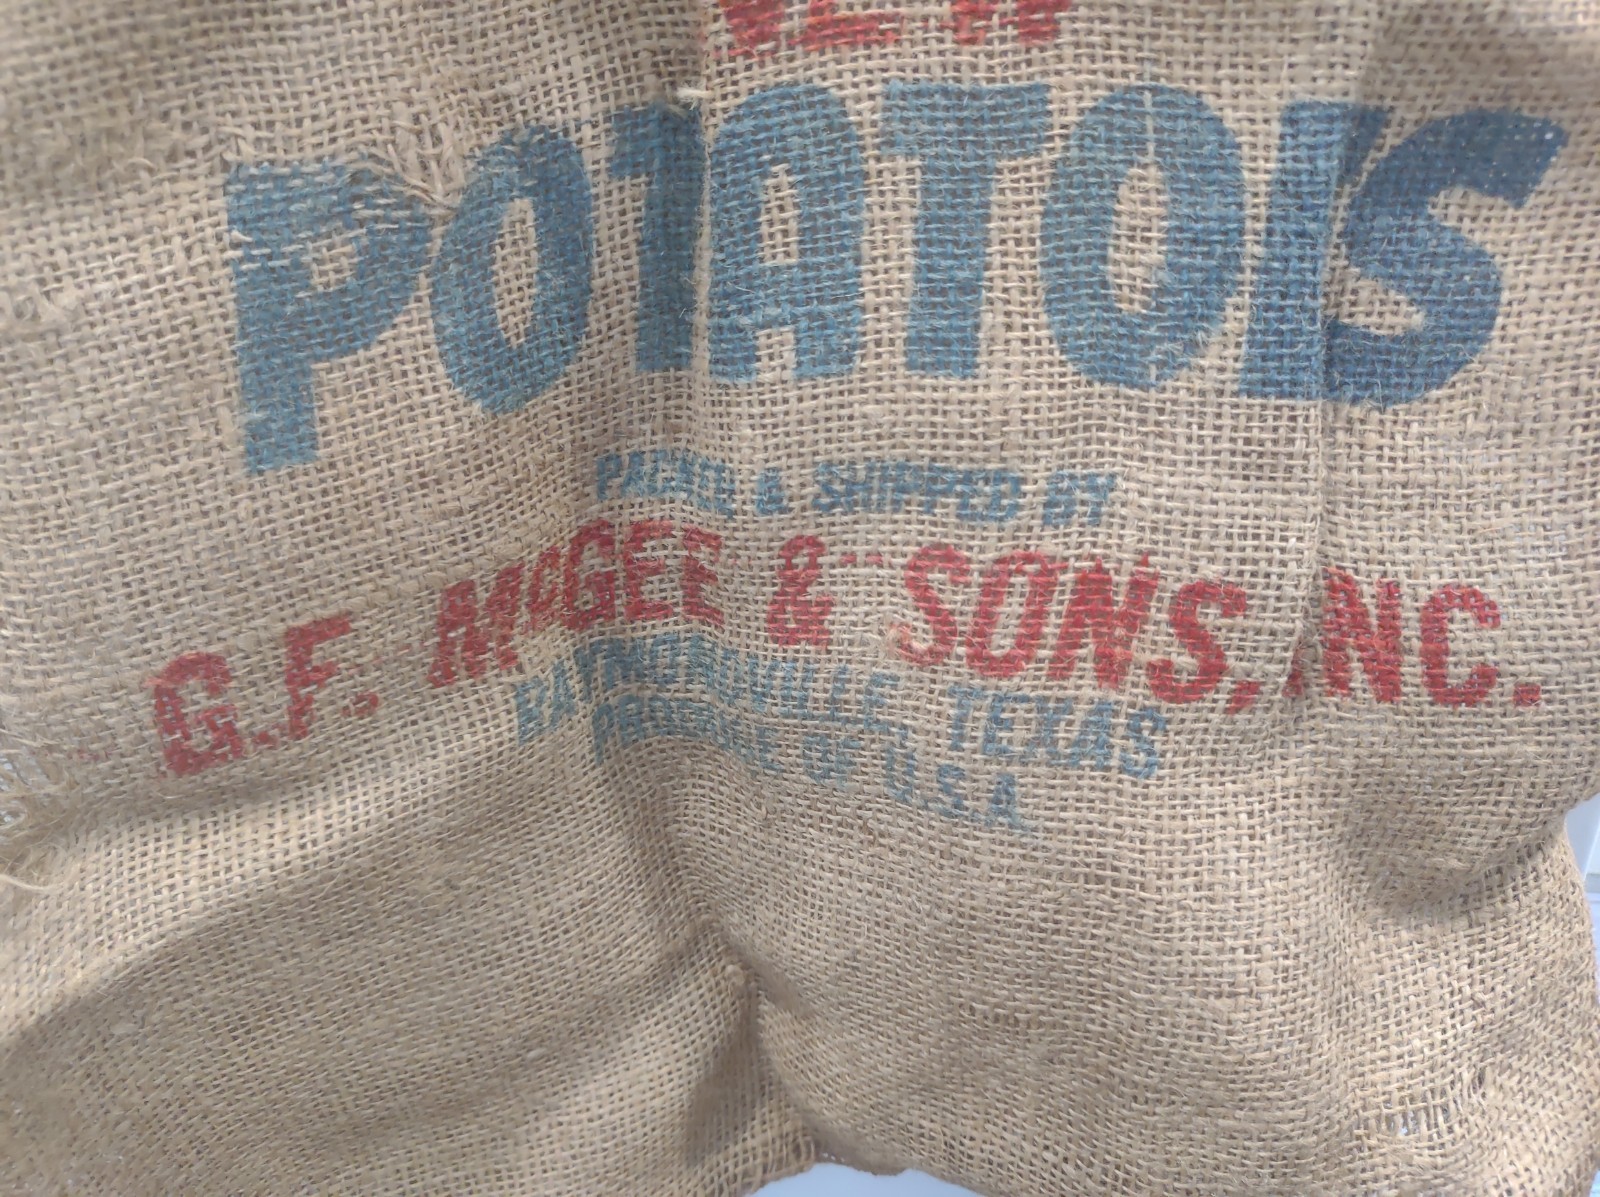 POTATOES
PACKED & SHIPPED BY
G.F. McGEE & SONS, INC.
RAYMONDVILLE, TEXAS
PRODUCE OF U.S.A.